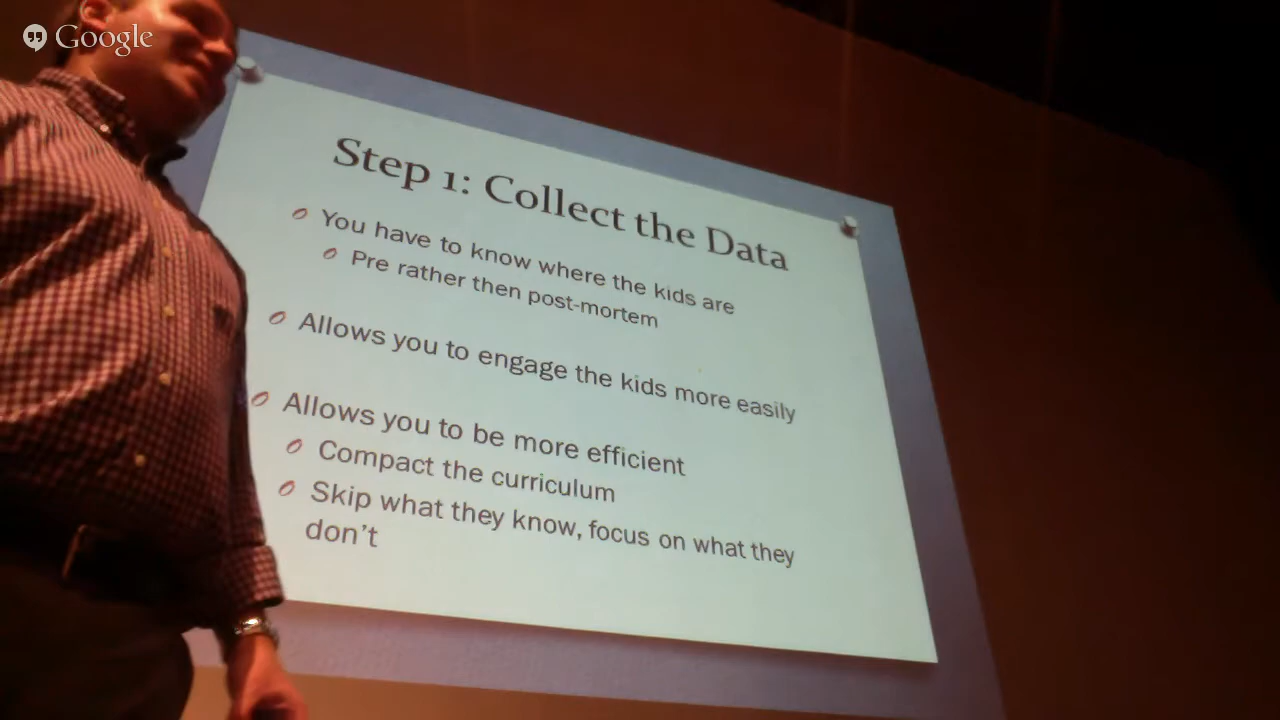 Google
Step 1: Collect the Data
You have to know where the kids are
Pre rather then post-mortem
Allows you to engage the kids more easily
Allows you to be more efficient
Compact the curriculum
Skip what they know, focus on what they
don't